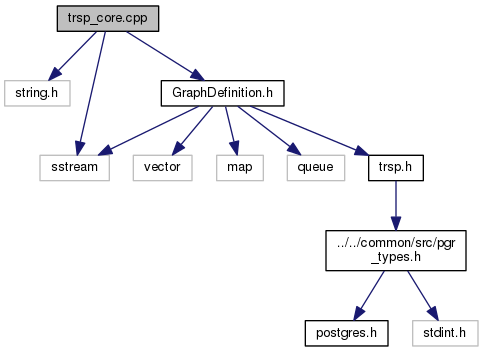 trsp_core.cpp
string.h
GraphDefinition.h
sstream
vector
map
queue
trsp.h
../../common/src/pgr
_types.h
postgres.h
stdint.h